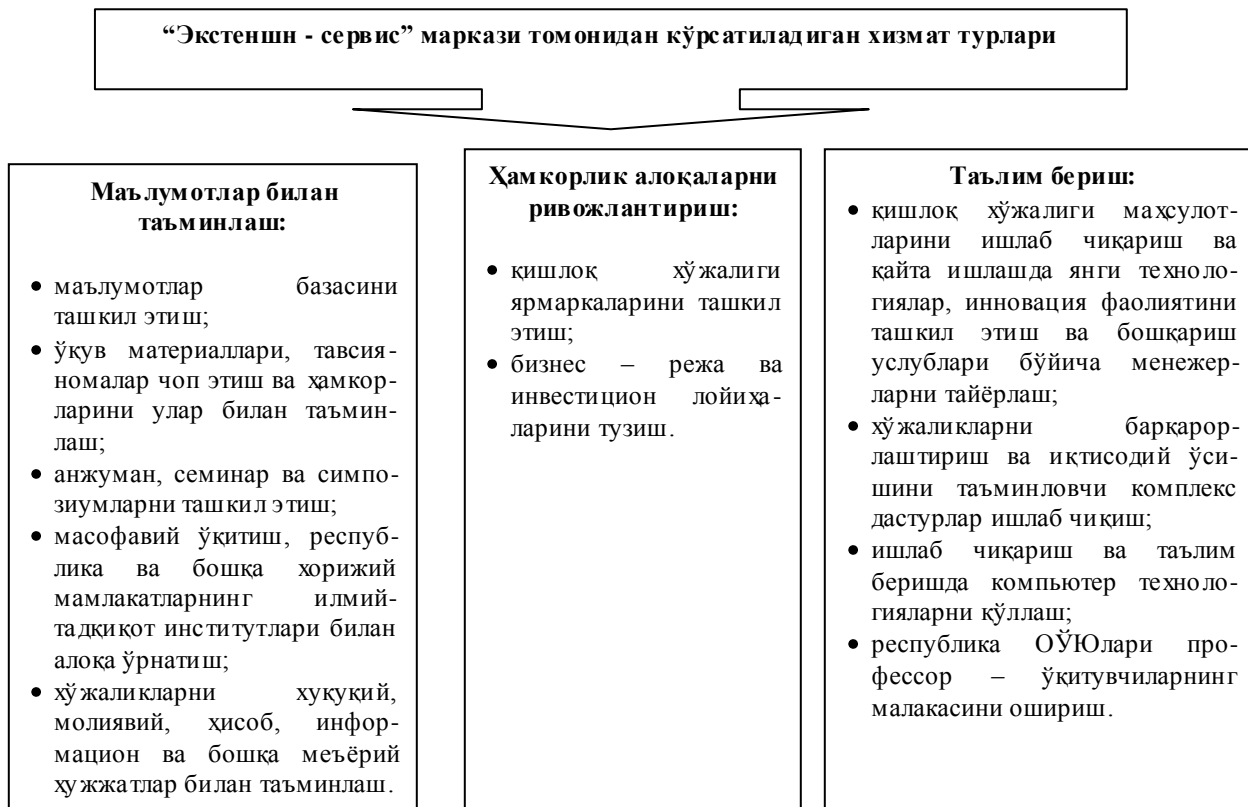 “Экстеншн - сервис” маркази томонидан кўрсатиладиган хизмат турлари
Маълумотлар билан
таъминлаш:
• маълумотлар базасини
ташкил этиш;
• ўқув материаллари, тавсия-
номалар чоп этиш ва ҳамкор-
ларини улар билан таъмин-
лаш;
• анжуман, семинар ва симпо-
зиумларни ташкил этиш;
• масофавий ўқитиш, респуб-
лика ва бошқа хорижий
мамлакатларнинг илмий-
тадқиқот институтлари билан
алоқа ўрнатиш;
• хўжаликларни хуқуқий,
молиявий, ҳисоб, инфор-
мацион ва бошқа меъёрий
ҳужжатлар билан таъминлаш.
Ҳамкорлик алоқаларни
ривожлантириш:
• қишлоқ хўжалиги
ярмаркаларини ташкил
этиш;
• бизнес – режа ва
инвестицион лойиҳа-
ларини тузиш.
Таълим бериш:
• қишлоқ хўжалиги маҳсулот-
ларини ишлаб чиқариш ва
қайта ишлашда янги техноло-
гиялар, инновация фаолиятини
ташкил этиш ва бошқариш
услублари бўйича менежер-
ларни тайёрлаш;
• хўжаликларни барқарор-
лаштириш ва иқтисодий ўси-
шини таъминловчи комплекс
дастурлар ишлаб чиқиш;
• ишлаб чиқариш ва таълим
беришда компьютер техноло-
гияларни қўллаш;
• республика ОЎЮлари про-
фессор – ўқитувчиларнинг
малакасини ошириш.